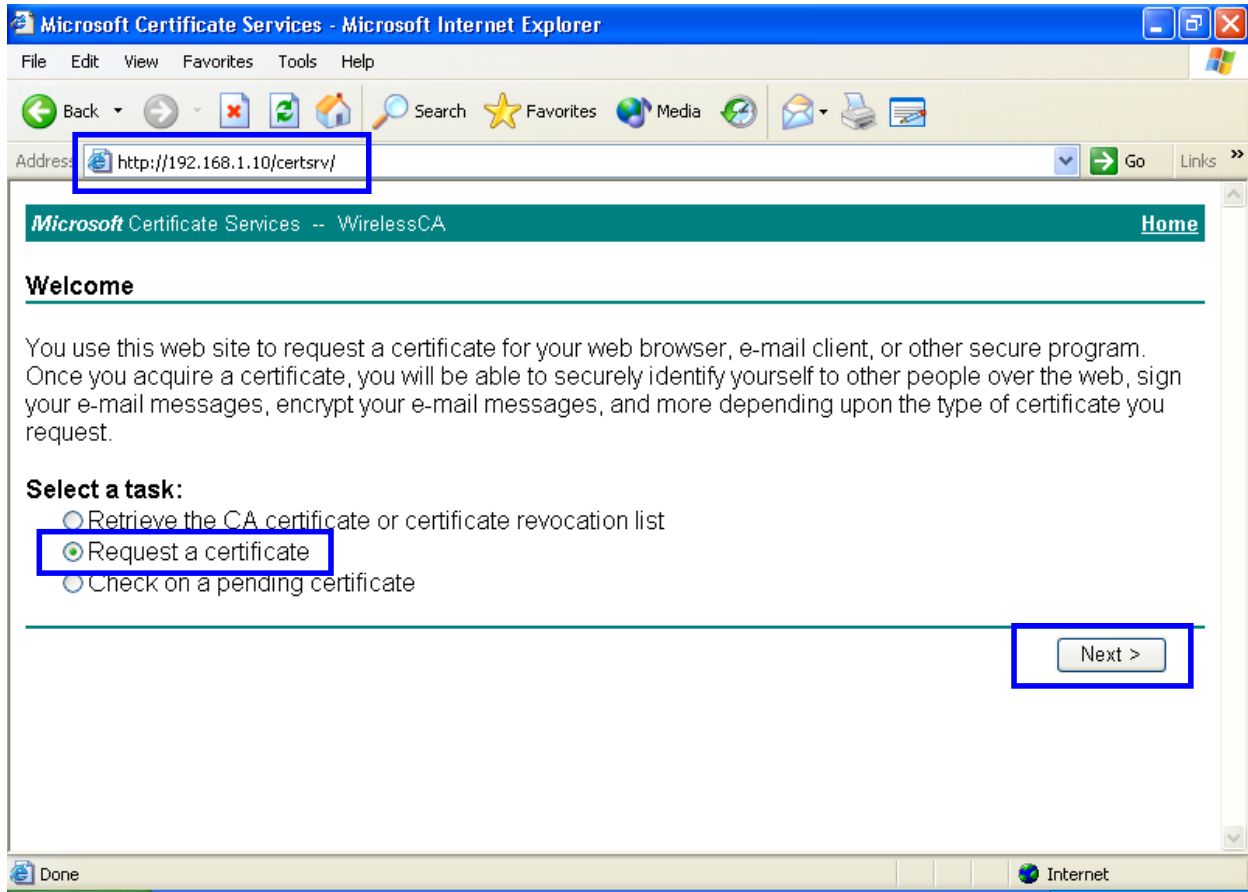 Microsoft Certificate Services - Microsoft Internet Explorer
File Edit View Favorites Tools Help
Back Search Favorites Media
Address http://192.168.1.10/certsrv/ Go Links »
Microsoft Certificate Services -- WirelessCA Home
Welcome
You use this web site to request a certificate for your web browser, e-mail client, or other secure program.
Once you acquire a certificate, you will be able to securely identify yourself to other people over the web, sign
your e-mail messages, encrypt your e-mail messages, and more depending upon the type of certificate you
request.
Select a task:
Retrieve the CA certificate or certificate revocation list
Request a certificate
Check on a pending certificate
Next >
Done Internet